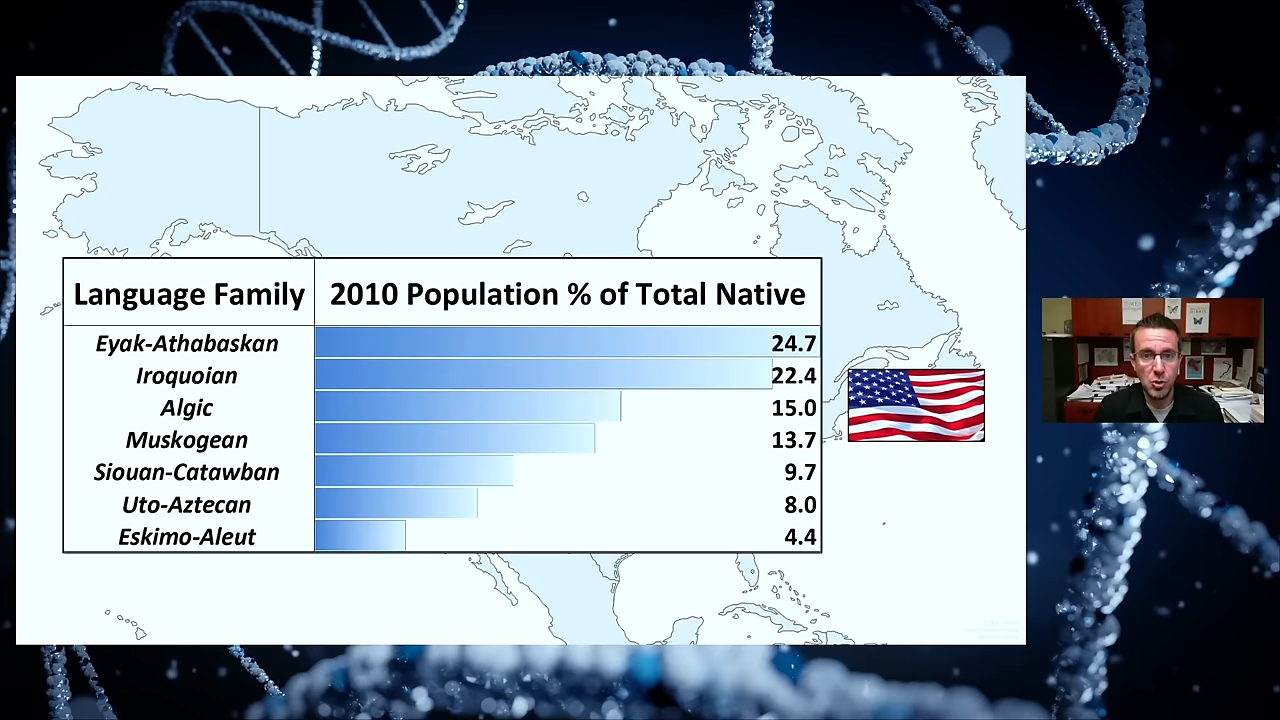 Language Family 2010 Population % of Total Native
Eyak-Athabaskan 24.7
Iroquoian 22.4
Algic 15.0
Muskogean 13.7
Siouan-Catawban 9.7
Uto-Aztecan 8.0
Eskimo-Aleut 4.4